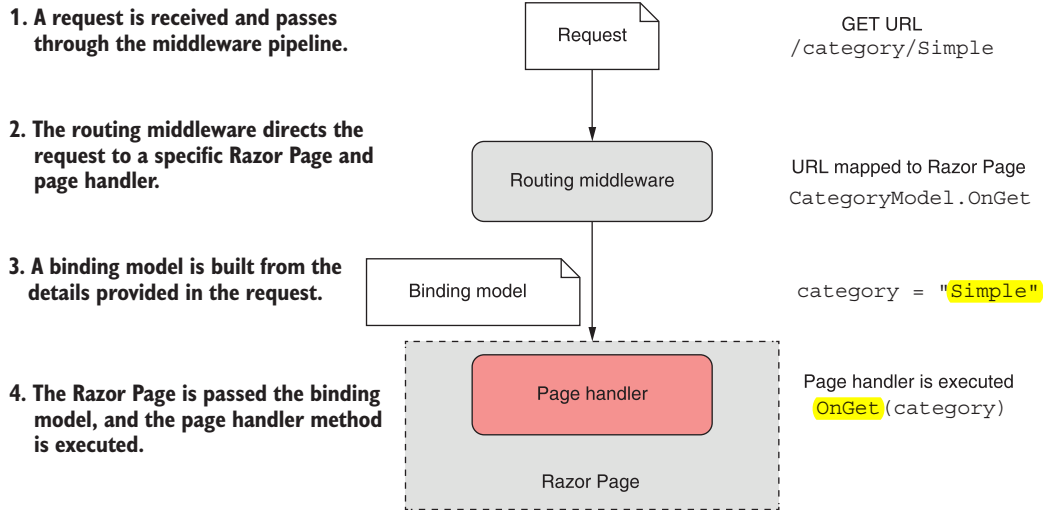 1. A request is received and passes
through the middleware pipeline.
Request
GET URL
/category/Simple
2. The routing middleware directs the
request to a specific Razor Page and
page handler.
Routing middleware
URL mapped to Razor Page
CategoryModel.OnGet
3. A binding model is built from the
details provided in the request.
Binding model
category = "Simple"
4. The Razor Page is passed the binding
model, and the page handler method
is executed.
Page handler
Page handler is executed
OnGet(category)
Razor Page